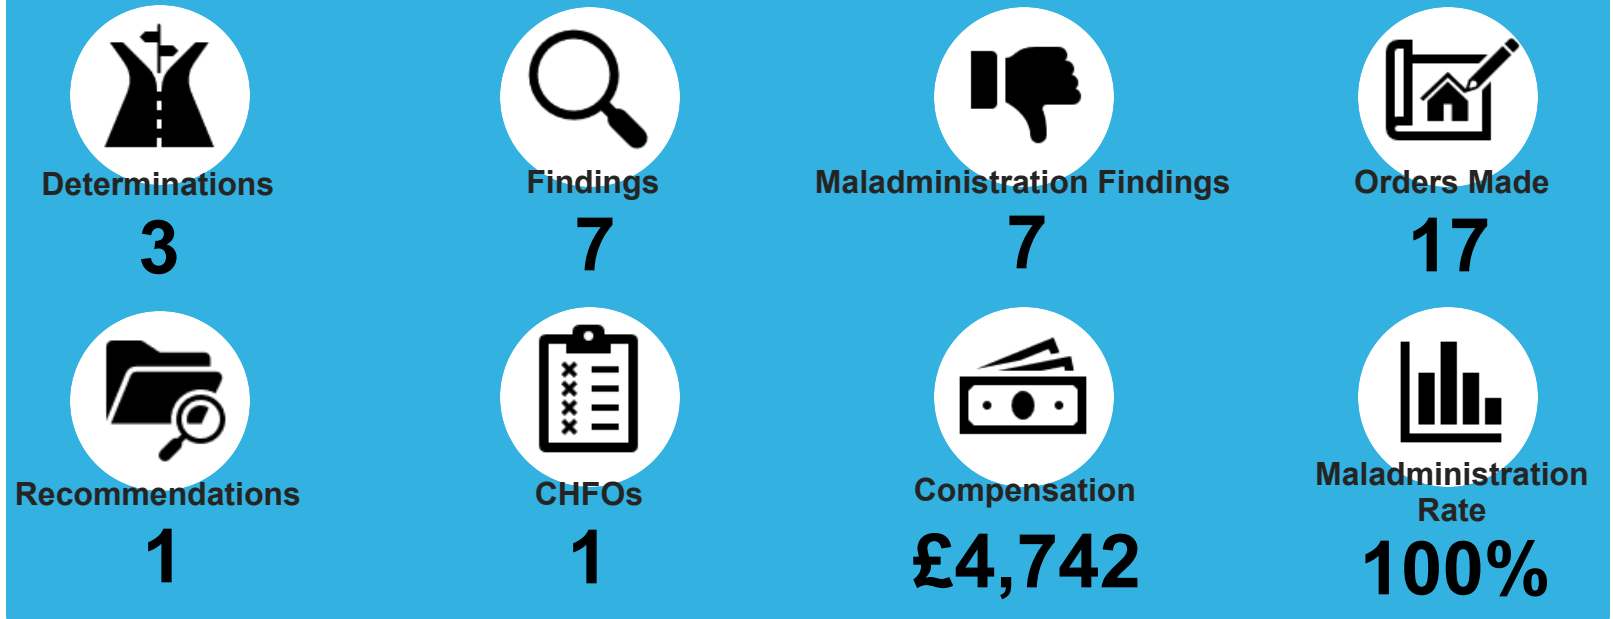 Determinations
3
Findings
7
Maladministration Findings
7
Orders Made
17
Recommendations
1
CHFOs
1
Compensation
£4,742
Maladministration
Rate
100%